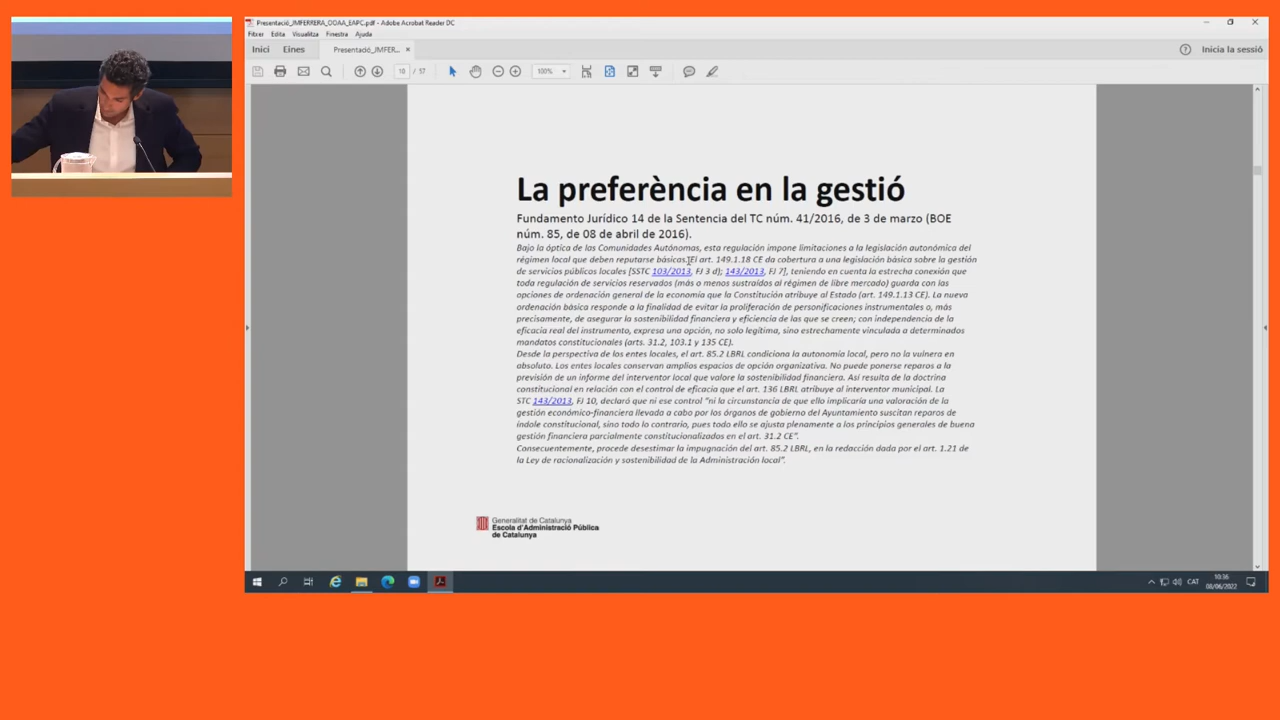 Presentació_JMFERRERA_OOAA_EAPC.pdf - Adobe Acrobat Reader DC
Fitxer Edita Visualitza Finestra Ajuda
Inici Eines Presentació_JMFER... × Inicia la sessió
10 / 57 100%
La preferència en la gestió
Fundamento Jurídico 14 de la Sentencia del TC núm. 41/2016, de 3 de marzo (BOE
núm. 85, de 08 de abril de 2016).
Bajo la óptica de las Comunidades Autónomas, esta regulación impone limitaciones a la legislación autonómica del
régimen local que deben reputarse básicas. El art. 149.1.18 CE da cobertura a una legislación básica sobre la gestión
de servicios públicos locales [SSTC 103/2013, FJ 3 d); 143/2013, FJ 7], teniendo en cuenta la estrecha conexión que
toda regulación de servicios reservados (más o menos sustraídos al régimen de libre mercado) guarda con las
opciones de ordenación general de la economía que la Constitución atribuye al Estado (art. 149.1.13 CE). La nueva
ordenación básica responde a la finalidad de evitar la proliferación de personificaciones instrumentales o, más
precisamente, de asegurar la sostenibilidad financiera y eficiencia de las que se creen; con independencia de la
eficacia real del instrumento, expresa una opción, no solo legítima, sino estrechamente vinculada a determinados
mandatos constitucionales (arts. 31.2, 103.1 y 135 CE).
Desde la perspectiva de los entes locales, el art. 85.2 LBRL condiciona la autonomía local, pero no la vulnera en
absoluto. Los entes locales conservan amplios espacios de opción organizativa. No puede ponerse reparos a la
previsión de un informe del interventor local que valore la sostenibilidad financiera. Así resulta de la doctrina
constitucional en relación con el control de eficacia que el art. 136 LBRL atribuye al interventor municipal. La
STC 143/2013, FJ 10, declaró que ni ese control “ni la circunstancia de que ello implicaría una valoración de la
gestión económico-financiera llevada a cabo por los órganos de gobierno del Ayuntamiento suscitan reparos de
índole constitucional, sino todo lo contrario, pues todo ello se ajusta plenamente a los principios generales de buena
gestión financiera parcialmente constitucionalizados en el art. 31.2 CE”.
Consecuentemente, procede desestimar la impugnación del art. 85.2 LBRL, en la redacción dada por el art. 1.21 de
la Ley de racionalización y sostenibilidad de la Administración local”.
Generalitat de Catalunya
Escola d'Administració Pública
de Catalunya
CAT 10:36
08/06/2022